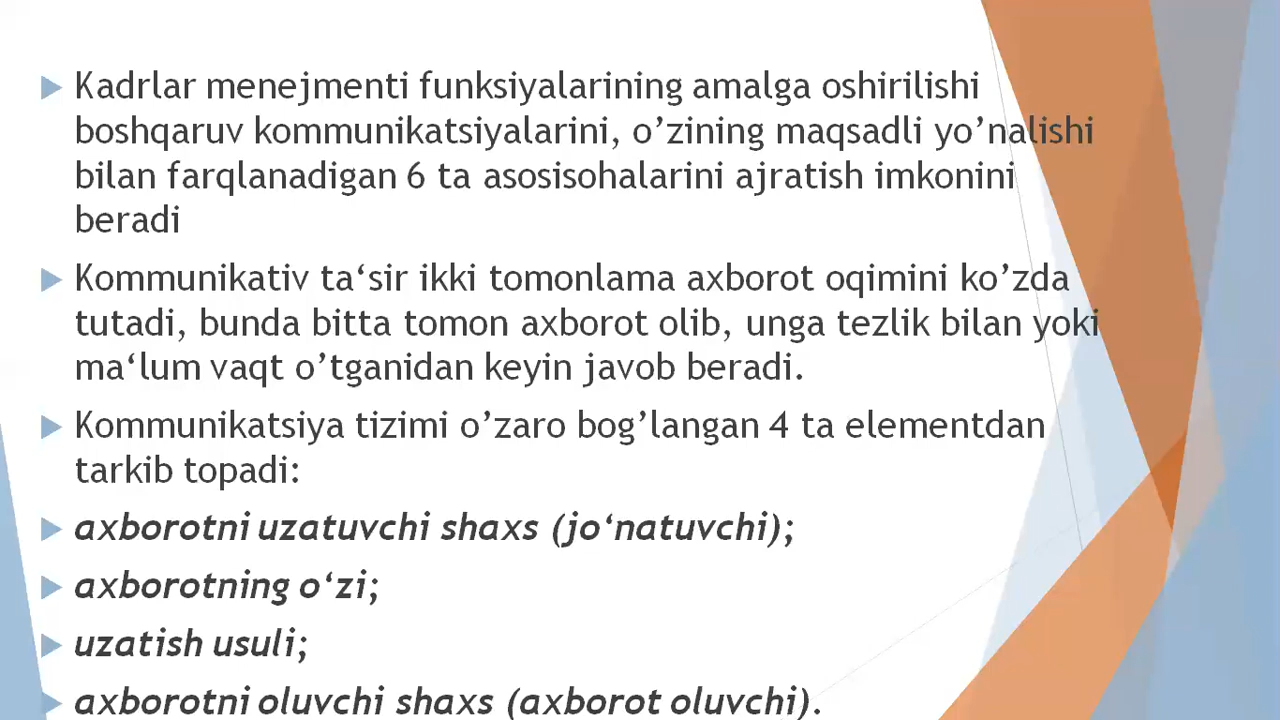 Kadrlar menejmenti funksiyalarining amalga oshirilishi
boshqaruv kommunikatsiyalarini, o’zining maqsadli yo’nalishi
bilan farqlanadigan 6 ta asosisohalarini ajratish imkonini
beradi
Kommunikativ ta‘sir ikki tomonlama axborot oqimini ko’zda
tutadi, bunda bitta tomon axborot olib, unga tezlik bilan yoki
ma‘lum vaqt o’tganidan keyin javob beradi.
Kommunikatsiya tizimi o’zaro bog’langan 4 ta elementdan
tarkib topadi:
axborotni uzatuvchi shaxs (jo‘natuvchi);
axborotning o‘zi;
uzatish usuli;
axborotni oluvchi shaxs (axborot oluvchi).